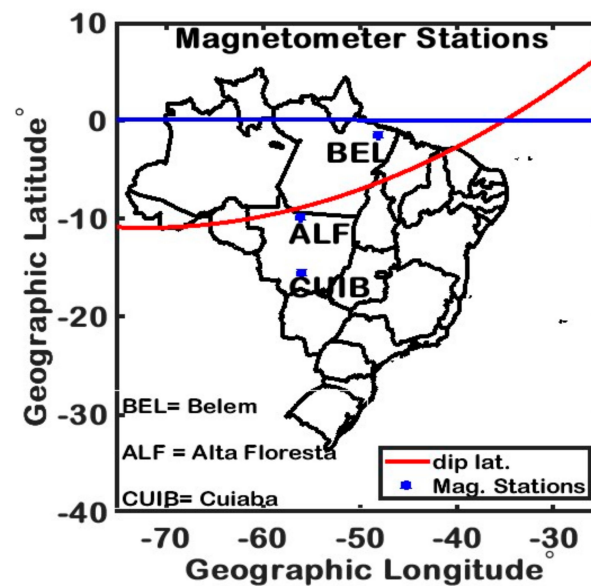 Magnetometer Stations
10
0
-10
-20
-30
-40
Geographic Latitude°
BEL
ALF
CUIB
BEL= Belem
ALF = Alta Floresta
CUIB= Cuiaba
dip lat.
Mag. Stations
-70 -60 -50 -40 -30
Geographic Longitude°